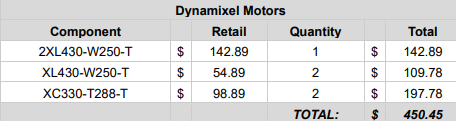 Dynamixel Motors
Component Retail Quantity Total
2XL430-W250-T $ 142.89 1 $ 142.89
XL430-W250-T $ 54.89 2 $ 109.78
XC330-T288-T $ 98.89 2 $ 197.78
TOTAL: $ 450.45